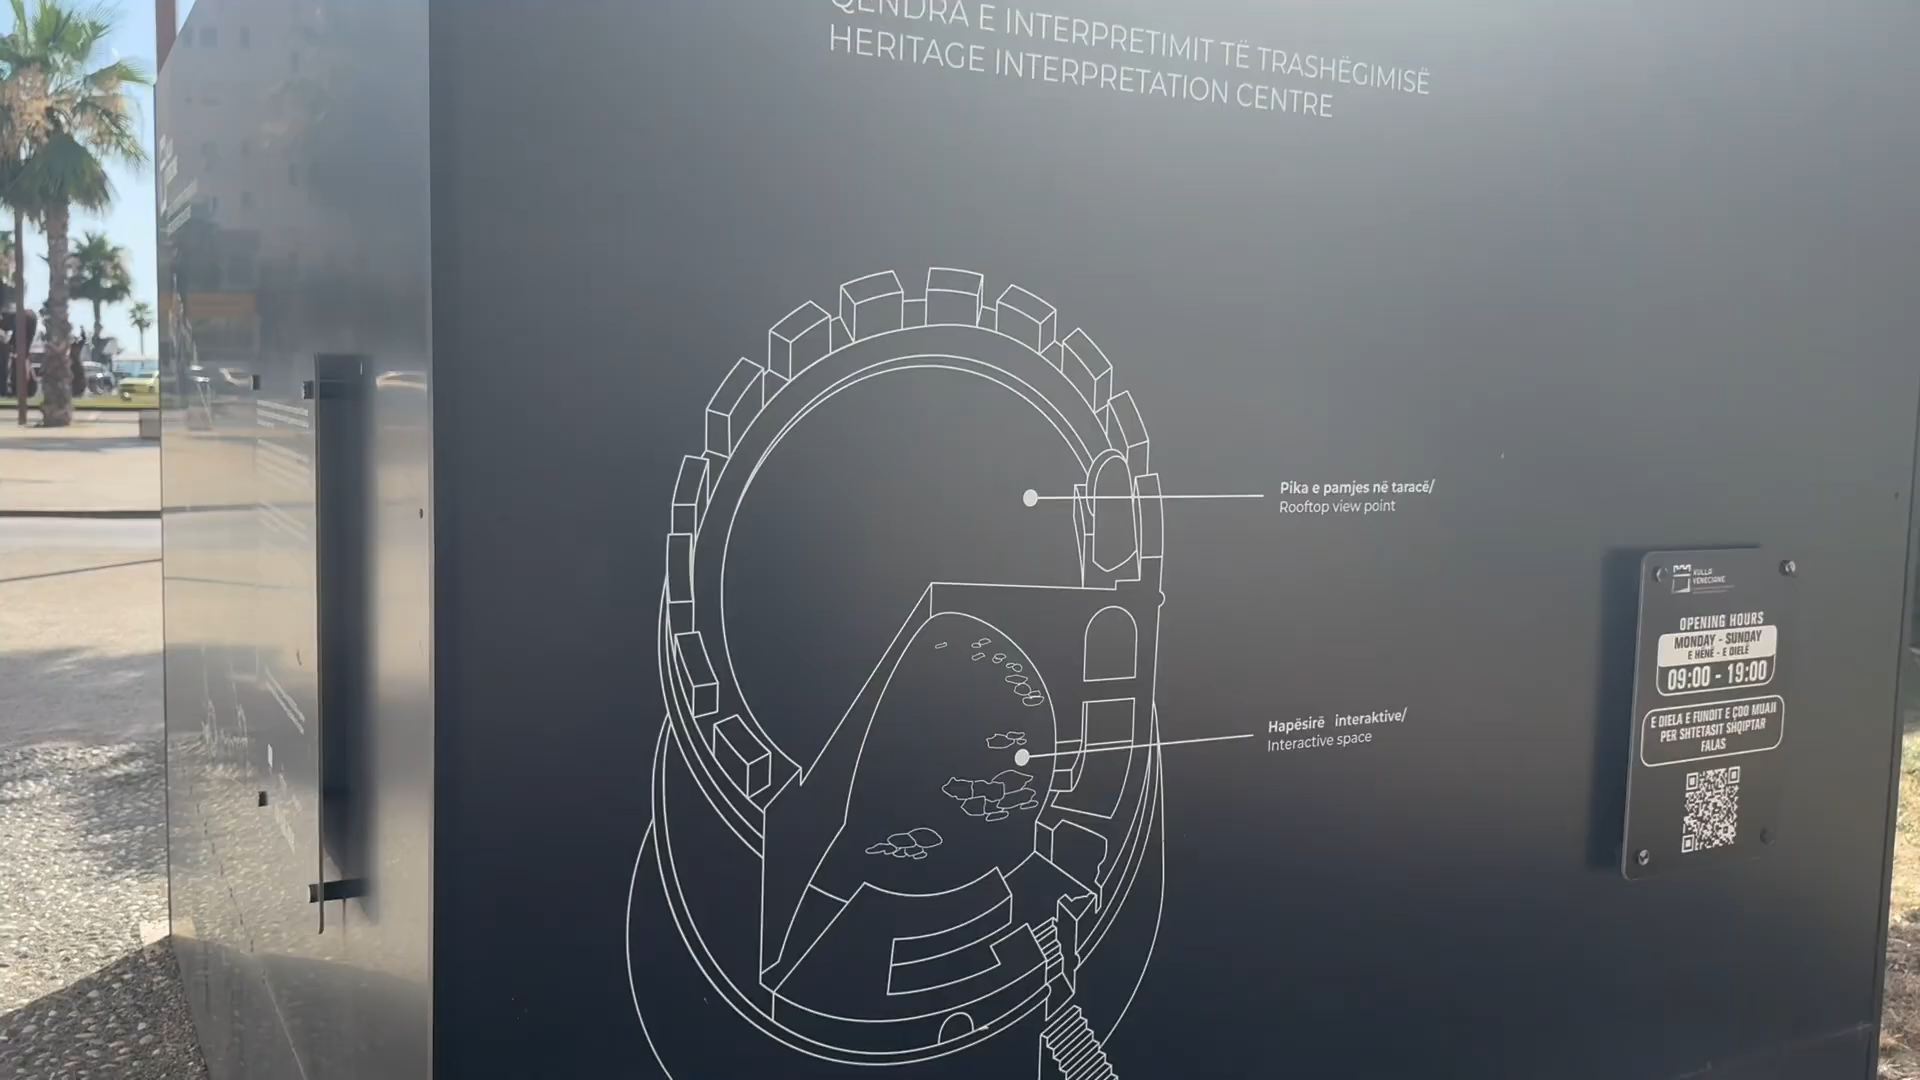 QENDRA E INTERPRETIMIT TË TRASHËGIMISË
HERITAGE INTERPRETATION CENTRE
Pika e pamjes në taracë/
Rooftop view point
Hapësirë interaktive/
Interactive space
KULLA
VENECIANE
OPENING HOURS
MONDAY - SUNDAY
E HËNË - E DIELË
09:00 - 19:00
E DIELA E FUNDIT E ÇDO MUAJI
PER SHTETASIT SHQIPTAR
FALAS